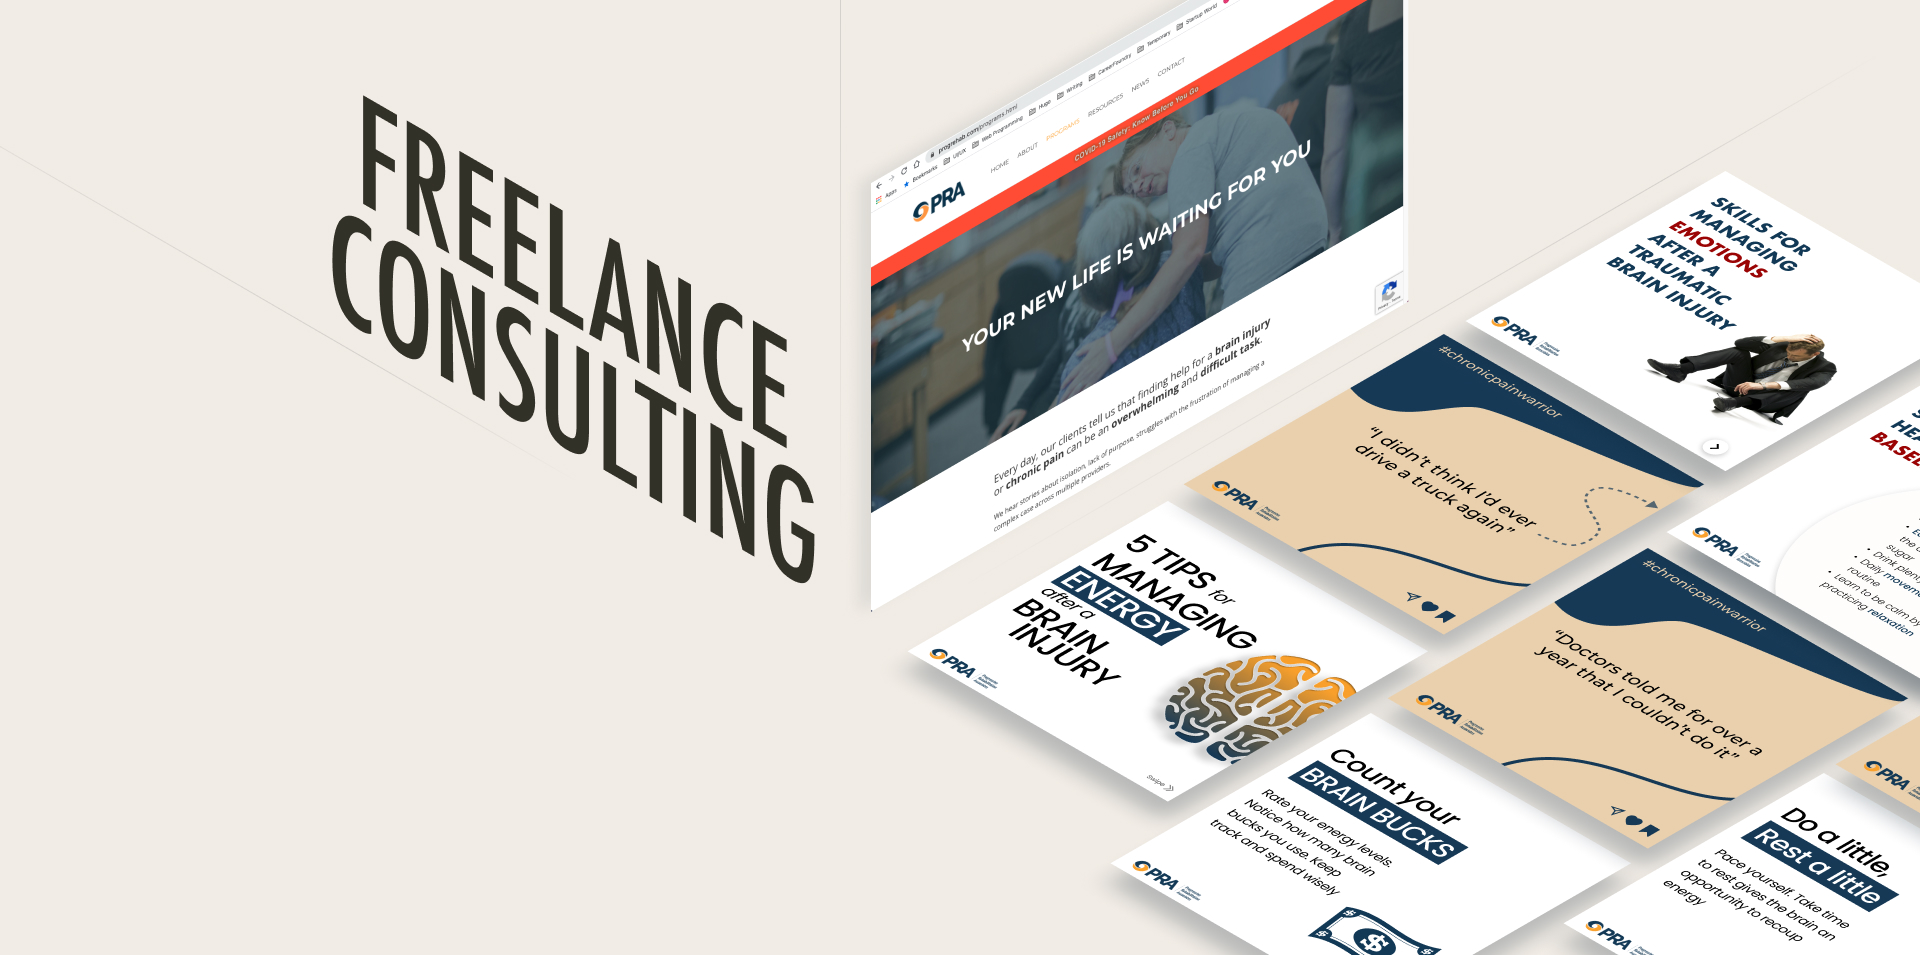 FREELANCE
CONSULTING
progrehab.com/programs.html
Apps
Bookmarks
UI/UX
Web Programming
Hugo
Writing
CareerFoundry
Temporary
Startup World
PRA
HOME
ABOUT
PROGRAMS
RESOURCES
NEWS
CONTACT
COVID-19 Safety: Know Before You Go
YOUR NEW LIFE IS WAITING FOR YOU
Every day, our clients tell us that finding help for a brain injury
or chronic pain can be an overwhelming and difficult task.
We hear stories about isolation, lack of purpose, struggles with the frustration of managing a
complex case across multiple providers.
SKILLS FOR
MANAGING
EMOTIONS
AFTER A
TRAUMATIC
BRAIN INJURY
PRA
#chronicpainwarrior
“I didn't think I'd ever
drive a truck again”
PRA
5 TIPS for
MANAGING
ENERGY
after a
BRAIN
INJURY
PRA
Swipe
PRA
sugar
• Drink plenty
• Daily movement
routine
• Learn to be calm by
practicing relaxation
#chronicpainwarrior
“Doctors told me for over a
year that I couldn't do it”
PRA
Count your
BRAIN BUCKS
Rate your energy levels.
Notice how many brain
bucks you use. Keep
track and spend wisely
PRA
$
$
$
$
PRA
Do a little,
Rest a little
Pace yourself. Take time
to rest gives the brain an
opportunity to recoup
energy
PRA